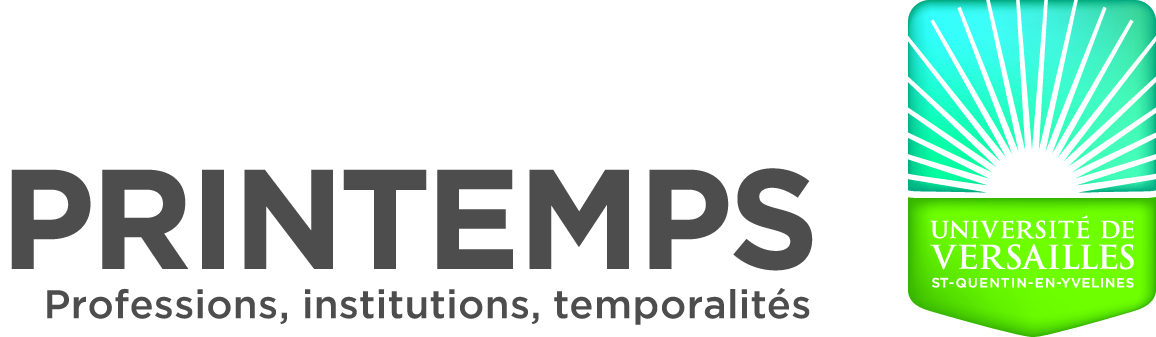 PRINTEMPS
Professions, institutions, temporalités
UNIVERSITÉ DE
VERSAILLES
ST-QUENTIN-EN-YVELINES